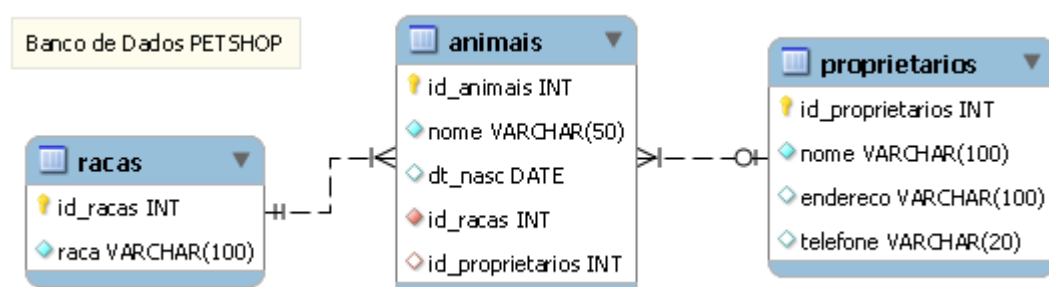 Banco de Dados PETSHOP
racas
id_racas INT
raca VARCHAR(100)
animais
id_animais INT
nome VARCHAR(50)
dt_nasc DATE
id_racas INT
id_proprietarios INT
proprietarios
id_proprietarios INT
nome VARCHAR(100)
endereco VARCHAR(100)
telefone VARCHAR(20)